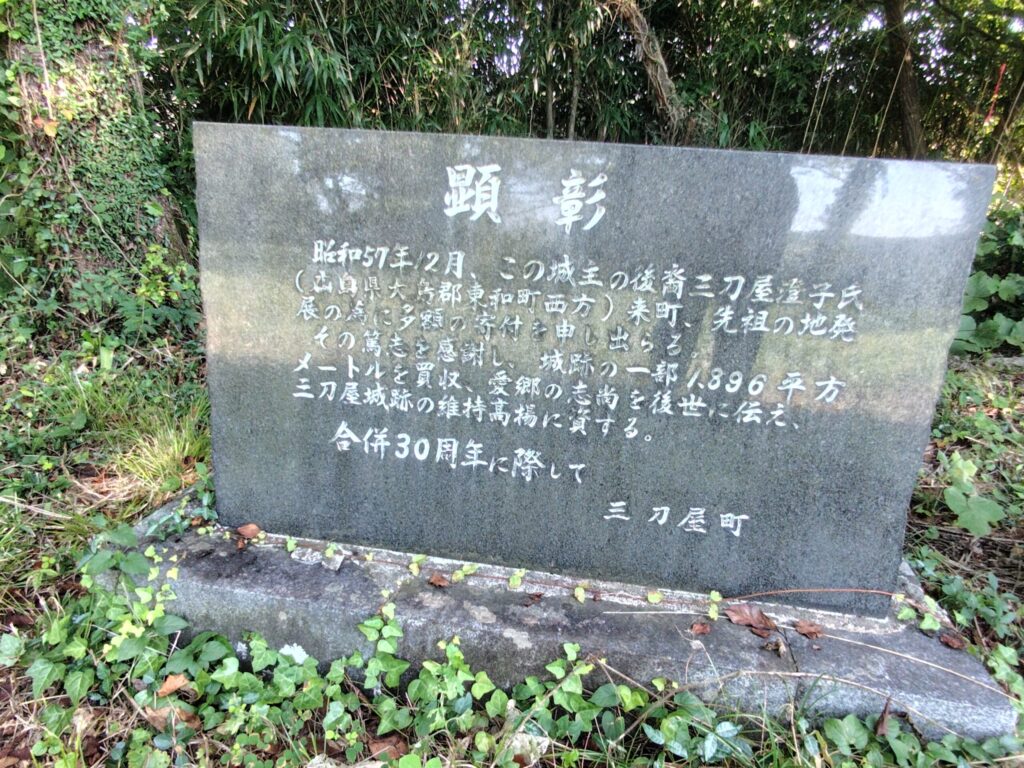 顕彰
昭和57年12月、この城主の後裔三刀屋澄子氏
(山口県大島郡東和町西方)来町、先祖の地発
展の為に多額の寄付を申し出らる。
その篤志を感謝し、城跡の一部1.896平方
メートルを買収、愛郷の志尚を後世に伝え、
三刀屋城跡の維持高揚に資する。
合併30周年に際して
三刀屋町